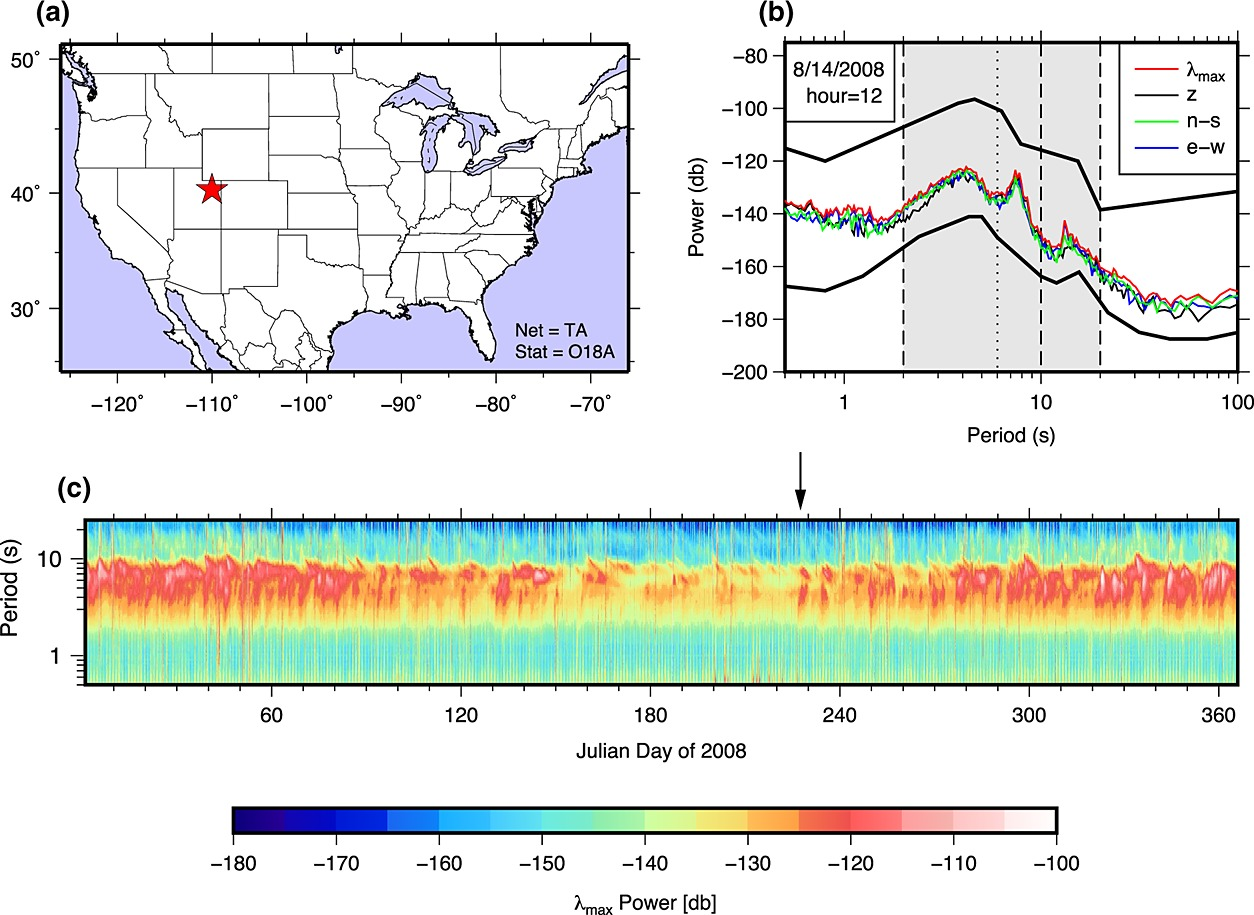 (a)
50°
40°
30°
Net = TA
Stat = O18A
−120°
−110°
−100°
−90°
−80°
−70°
(b)
−80
−100
−120
−140
−160
−180
−200
Power (db)
8/14/2008
hour=12
λmax
z
n−s
e−w
1
10
100
Period (s)
(c)
Period (s)
10
1
60
120
180
240
300
360
Julian Day of 2008
−180
−170
−160
−150
−140
−130
−120
−110
−100
λmax Power [db]